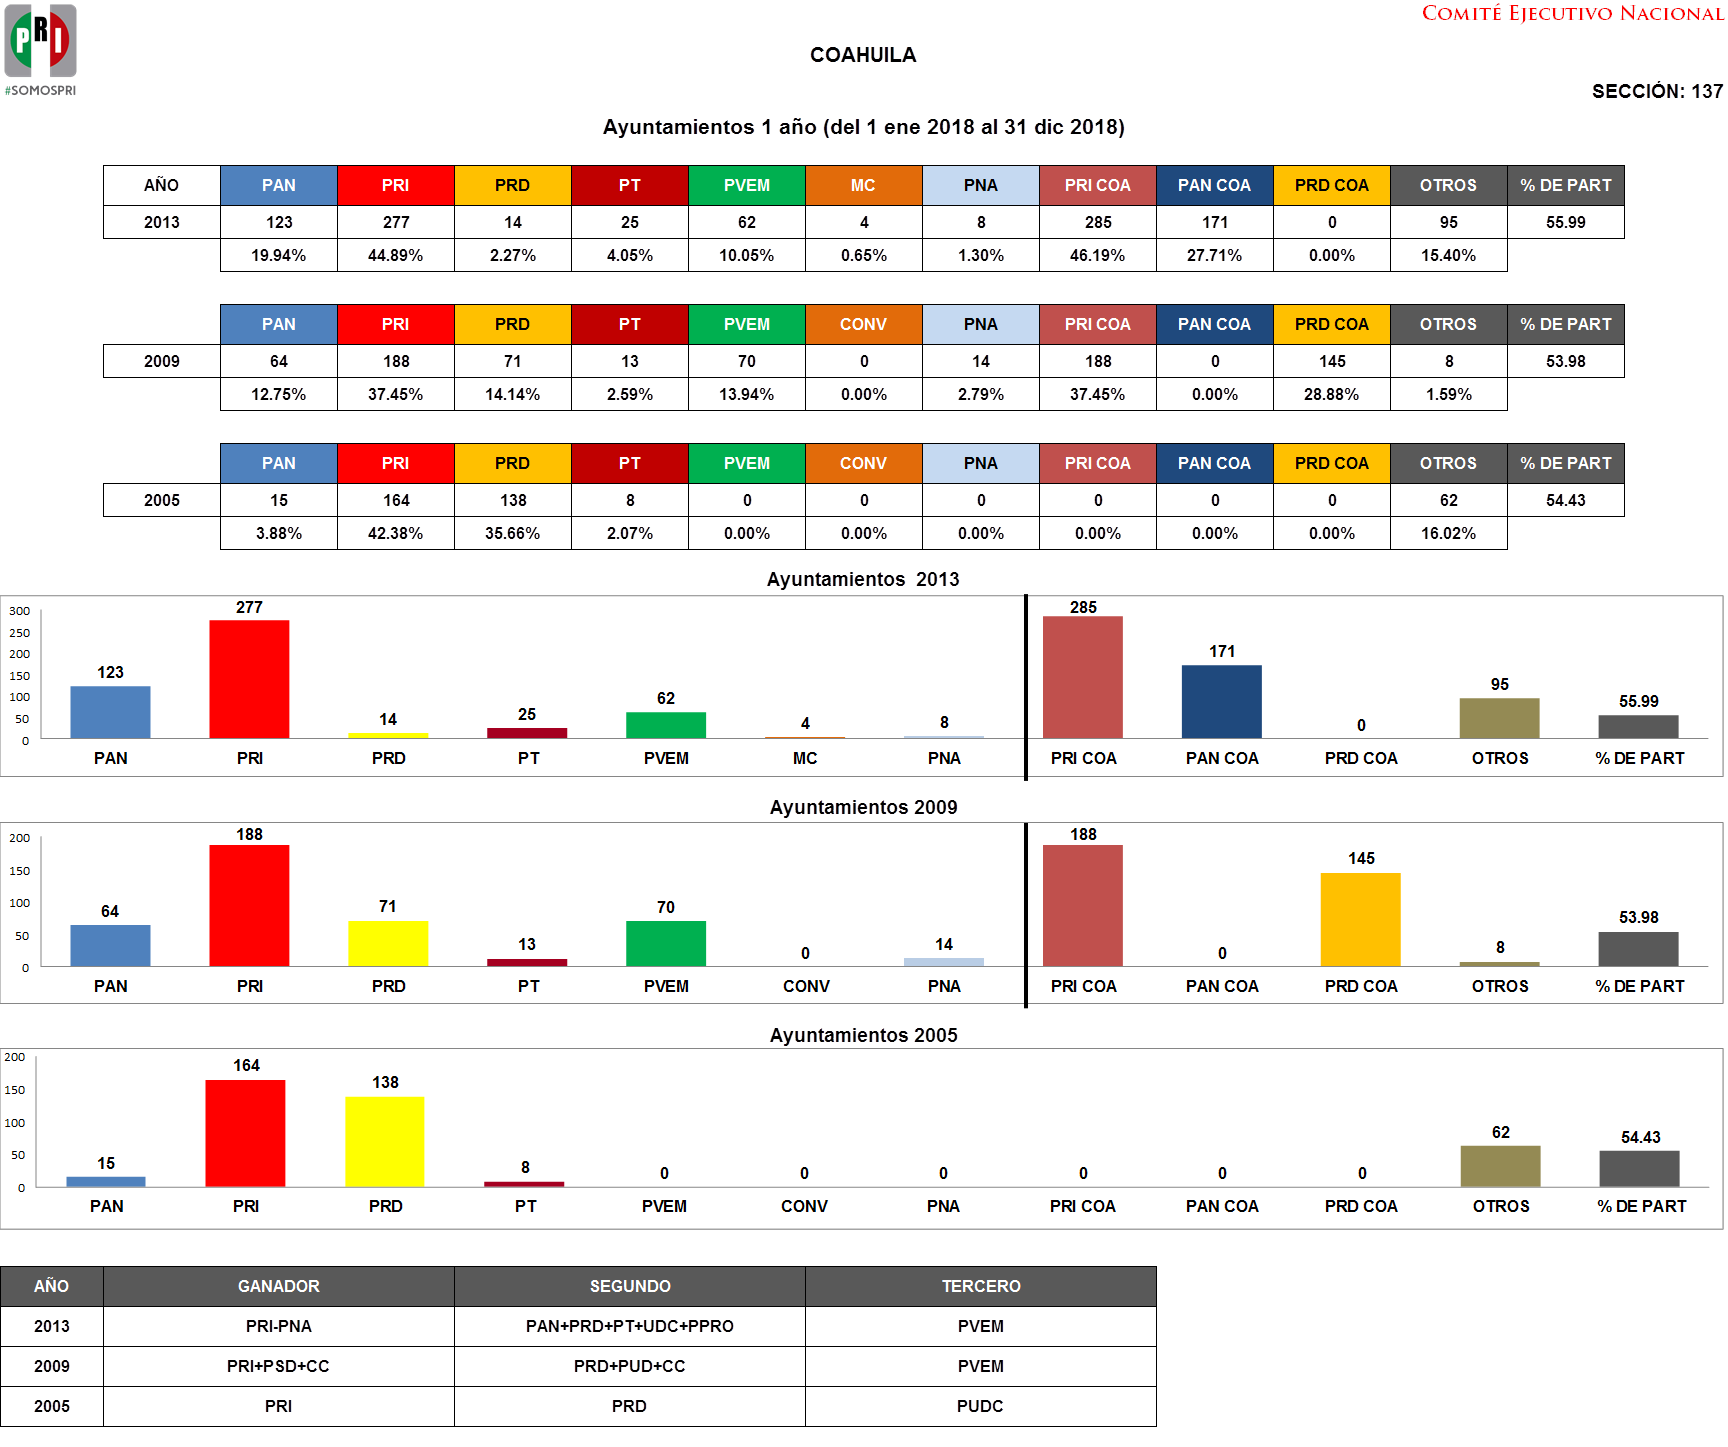 COMITÉ EJECUTIVO NACIONAL
PRI
#SOMOSPRI
COAHUILA
SECCIÓN: 137
Ayuntamientos 1 año (del 1 ene 2018 al 31 dic 2018)
AÑO PAN PRI PRD PT PVEM MC PNA PRI COA PAN COA PRD COA OTROS % DE PART
2013 123 277 14 25 62 4 8 285 171 0 95 55.99
19.94% 44.89% 2.27% 4.05% 10.05% 0.65% 1.30% 46.19% 27.71% 0.00% 15.40%
PAN PRI PRD PT PVEM CONV PNA PRI COA PAN COA PRD COA OTROS % DE PART
2009 64 188 71 13 70 0 14 188 0 145 8 53.98
12.75% 37.45% 14.14% 2.59% 13.94% 0.00% 2.79% 37.45% 0.00% 28.88% 1.59%
PAN PRI PRD PT PVEM CONV PNA PRI COA PAN COA PRD COA OTROS % DE PART
2005 15 164 138 8 0 0 0 0 0 0 62 54.43
3.88% 42.38% 35.66% 2.07% 0.00% 0.00% 0.00% 0.00% 0.00% 0.00% 16.02%
Ayuntamientos 2013
300
250
200
150
100
50
0
123 277 14 25 62 4 8 285 171 0 95 55.99
PAN PRI PRD PT PVEM MC PNA PRI COA PAN COA PRD COA OTROS % DE PART
Ayuntamientos 2009
200
150
100
50
0
64 188 71 13 70 0 14 188 0 145 8 53.98
PAN PRI PRD PT PVEM CONV PNA PRI COA PAN COA PRD COA OTROS % DE PART
Ayuntamientos 2005
200
150
100
50
0
15 164 138 8 0 0 0 0 0 0 62 54.43
PAN PRI PRD PT PVEM CONV PNA PRI COA PAN COA PRD COA OTROS % DE PART
AÑO GANADOR SEGUNDO TERCERO
2013 PRI-PNA PAN+PRD+PT+UDC+PPRO PVEM
2009 PRI+PSD+CC PRD+PUD+CC PVEM
2005 PRI PRD PUDC